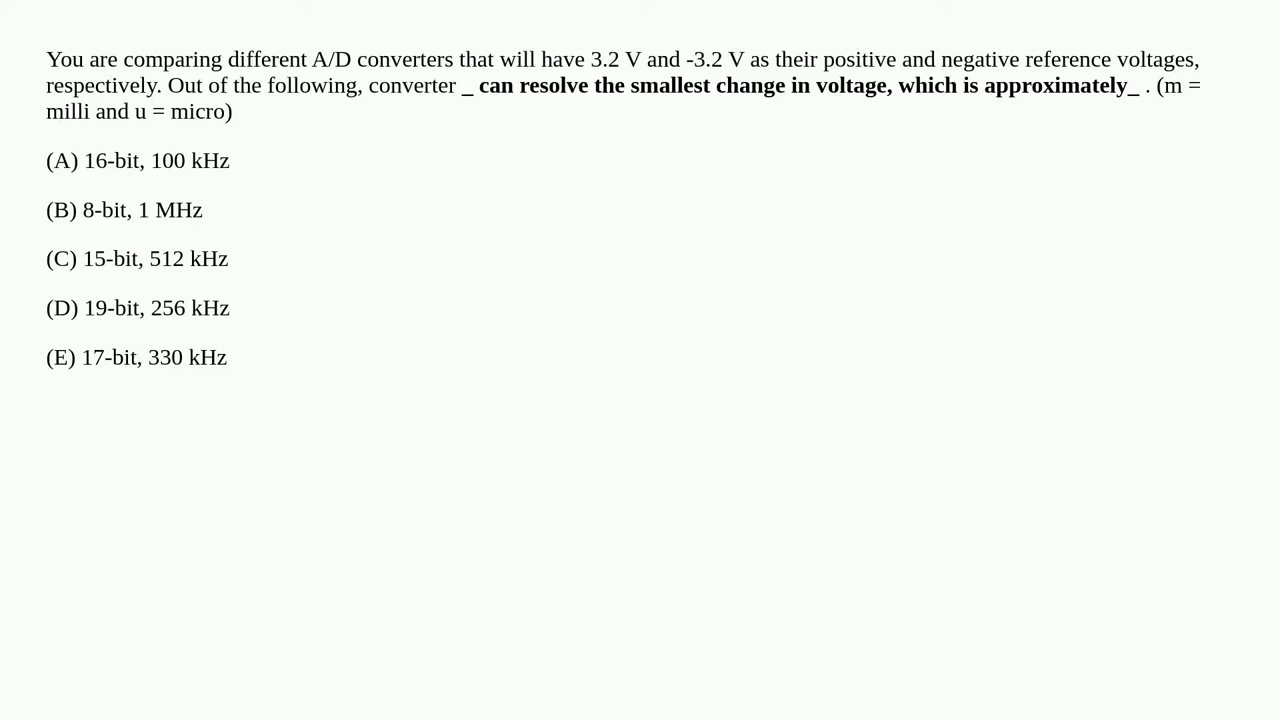 You are comparing different A/D converters that will have 3.2 V and -3.2 V as their positive and negative reference voltages,
respectively. Out of the following, converter _ can resolve the smallest change in voltage, which is approximately_ . (m =
milli and u = micro)
(A) 16-bit, 100 kHz
(B) 8-bit, 1 MHz
(C) 15-bit, 512 kHz
(D) 19-bit, 256 kHz
(E) 17-bit, 330 kHz